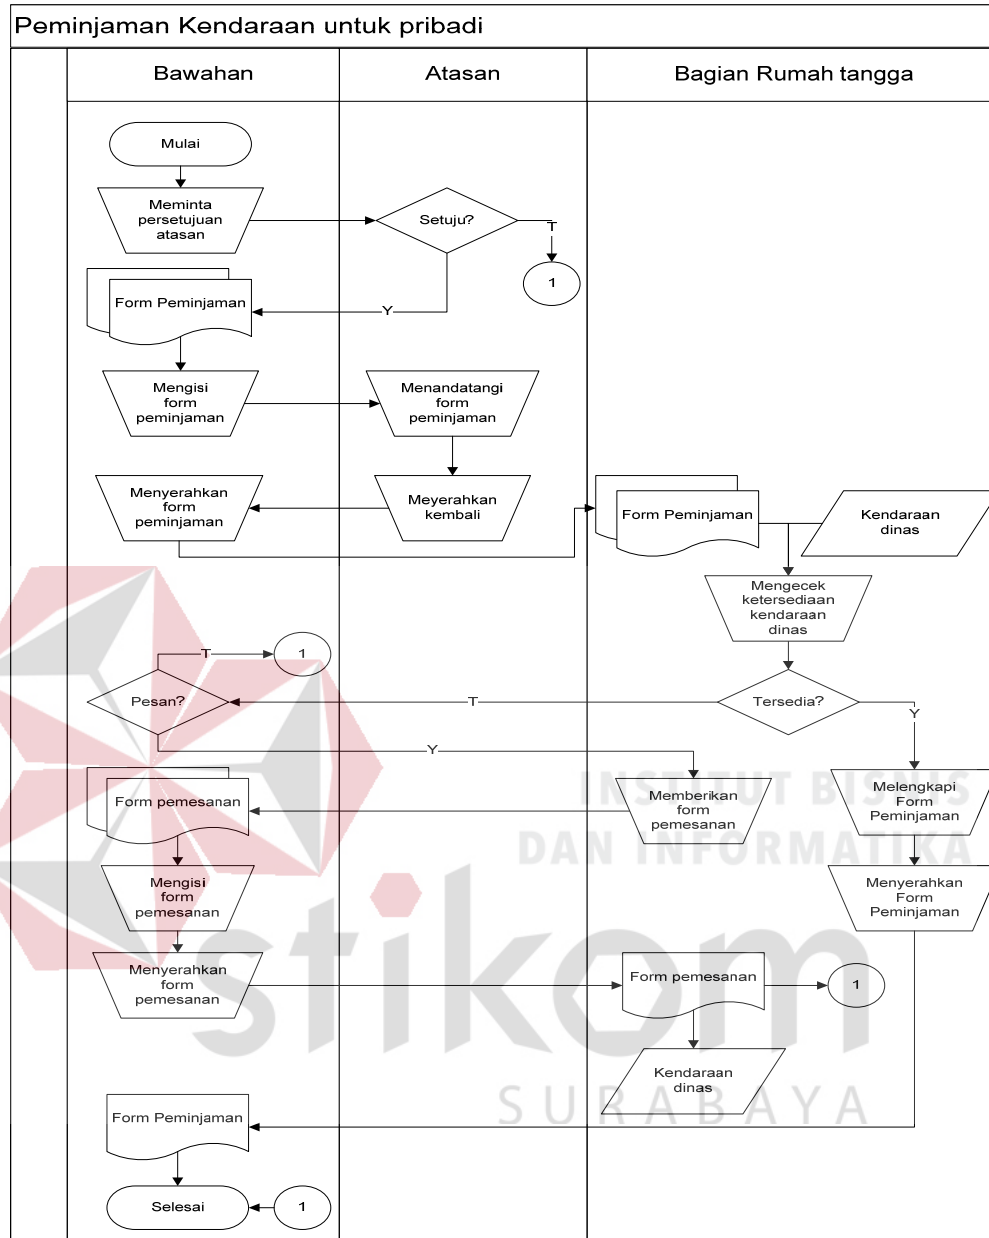 Peminjaman Kendaraan untuk pribadi
Bawahan
Atasan
Bagian Rumah tangga
Mulai
Meminta
persetujuan
atasan
Setuju?
T
1
Form Peminjaman
Y
Mengisi
form
peminjaman
Menandatangi
form
peminjaman
Menyerahkan
form
peminjaman
Meyerahkan
kembali
Form Peminjaman
Kendaraan
dinas
Mengecek
ketersediaan
kendaraan
dinas
T
1
Pesan?
T
Tersedia?
Y
Y
Form pemesanan
Memberikan
form
pemesanan
Melengkapi
Form
Peminjaman
INSTITUT BISNIS
DAN INFORMATIKA
Mengisi
form
pemesanan
Menyerahkan
Form
Peminjaman
stikom
Menyerahkan
form
pemesanan
Form pemesanan
1
Kendaraan
dinas
SURABAYA
Form Peminjaman
Selesai
1